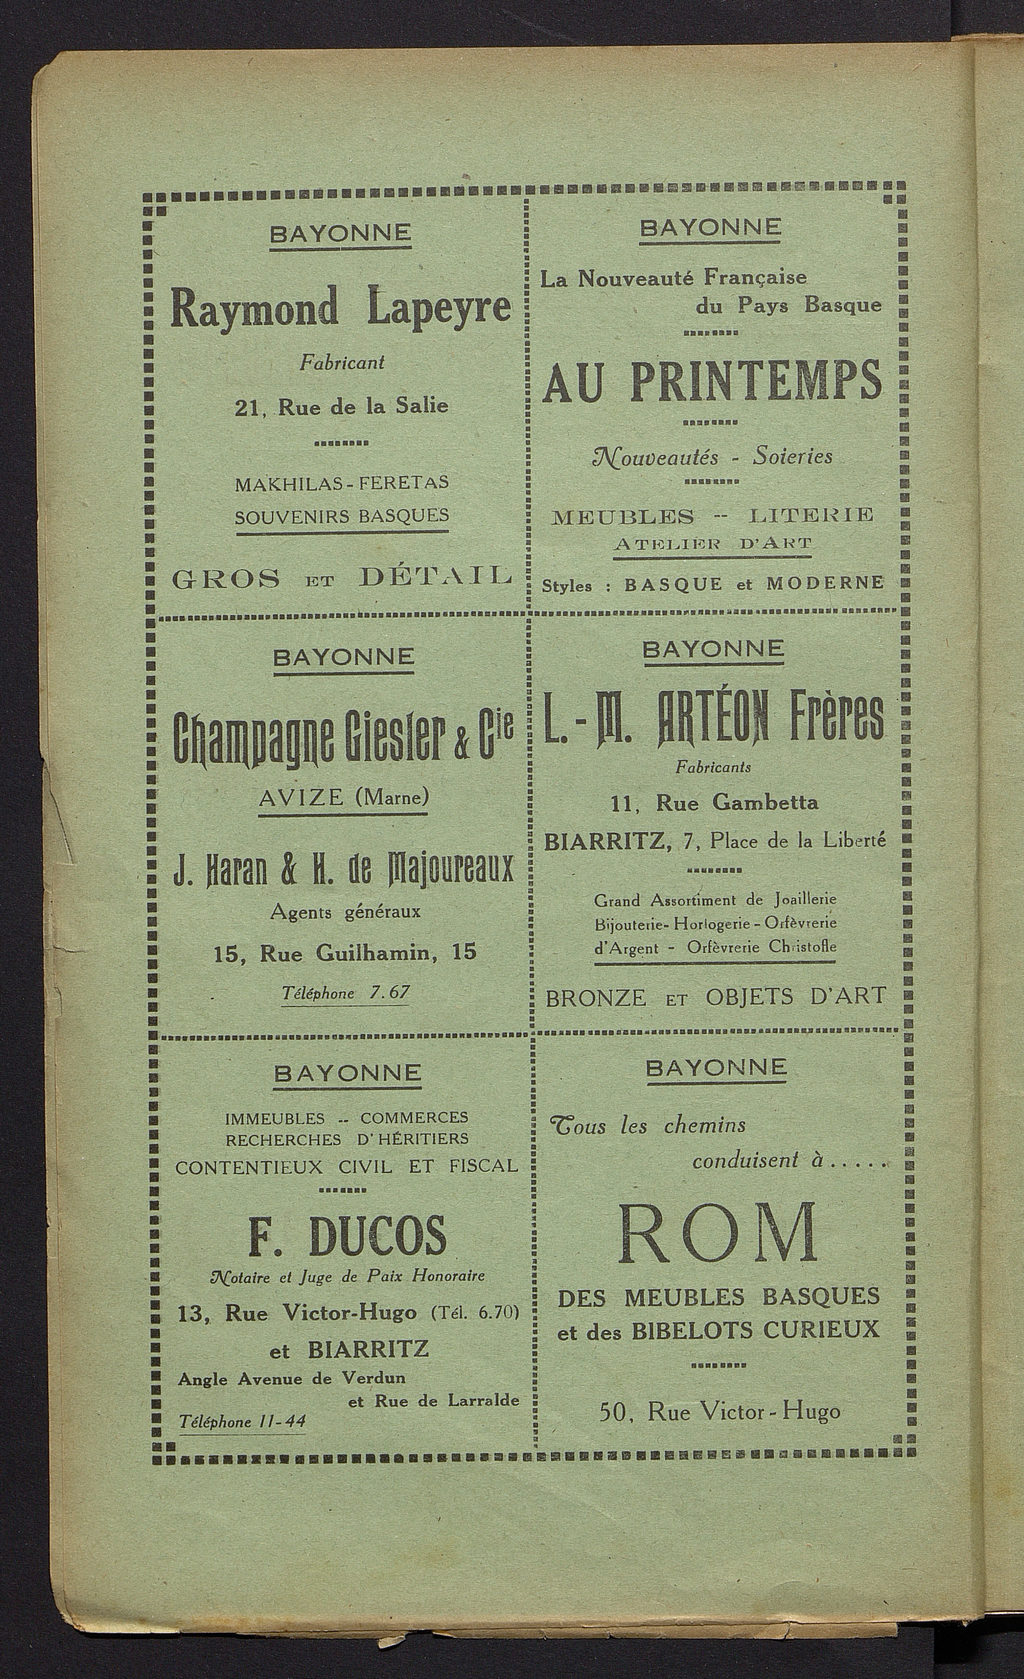 BAYONNE
Raymond Lapeyre
Fabricant
21, Rue de la Salie
MAKHILAS - FERETAS
SOUVENIRS BASQUES
GROS ET DÉTAIL
BAYONNE
La Nouveauté Française
du Pays Basque
AU PRINTEMPS
Nouveautés - Soieries
MEUBLES -- LITERIE
ATELIER D'ART
Styles : BASQUE et MODERNE
BAYONNE
Champagne Giesler & Cie
AVIZE (Marne)
J. Haran & H. de Majoureaux
Agents généraux
15, Rue Guilhamin, 15
Téléphone 7.67
BAYONNE
L.-M. ARTÉON Frères
Fabricants
11, Rue Gambetta
BIARRITZ, 7, Place de la Liberté
Grand Assortiment de Joaillerie
Bijouterie- Horlogerie - Orfèvrerie
d'Argent - Orfèvrerie Christofle
BRONZE ET OBJETS D'ART
BAYONNE
IMMEUBLES -- COMMERCES
RECHERCHES D'HÉRITIERS
CONTENTIEUX CIVIL ET FISCAL
F. DUCOS
Notaire et Juge de Paix Honoraire
13, Rue Victor-Hugo (Tél. 6.70)
et BIARRITZ
Angle Avenue de Verdun
et Rue de Larralde
Téléphone 11-44
BAYONNE
Tous les chemins
conduisent à.....
ROM
DES MEUBLES BASQUES
et des BIBELOTS CURIEUX
50, Rue Victor-Hugo